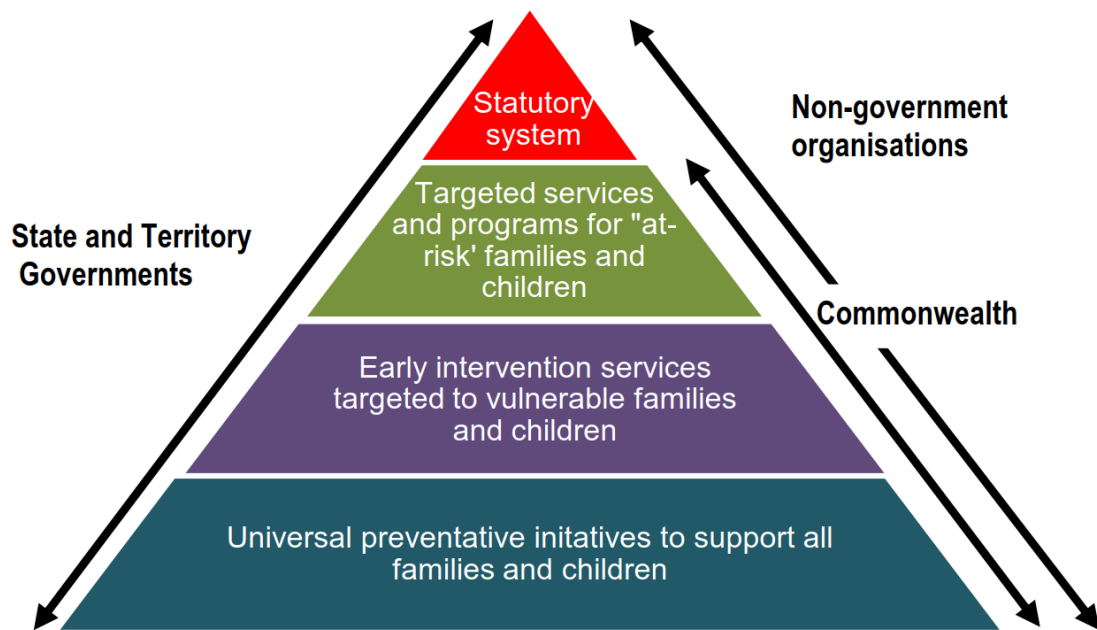 Statutory
system
Targeted services
and programs for "at-
risk' families and
children
Early intervention services
targeted to vulnerable families
and children
Universal preventative initatives to support all
families and children
State and Territory
Governments
Non-government
organisations
Commonwealth